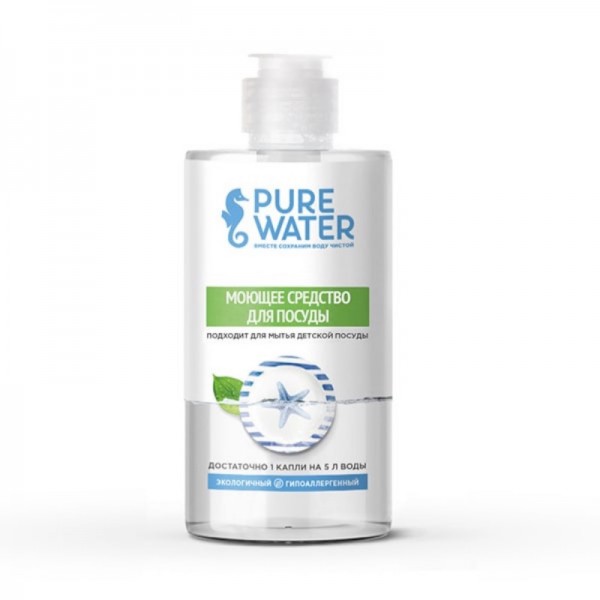 PURE
WATER
ВМЕСТЕ СОХРАНИМ ВОДУ ЧИСТОЙ
МОЮЩЕЕ СРЕДСТВО
ДЛЯ ПОСУДЫ
ПОДХОДИТ ДЛЯ МЫТЬЯ ДЕТСКОЙ ПОСУДЫ
ДОСТАТОЧНО 1 КАПЛИ НА 5 Л ВОДЫ
ЭКОЛОГИЧНЫЙ ГИПОАЛЛЕРГЕННЫЙ